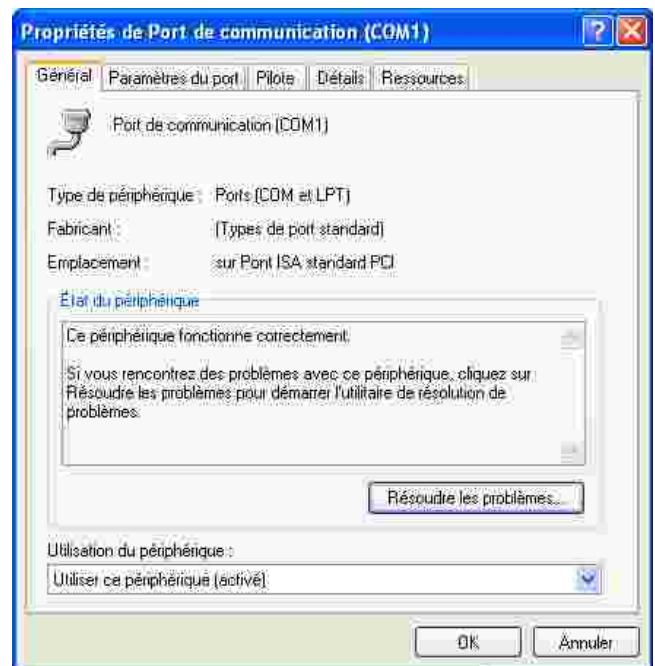 Propriétés de Port de communication (COM1)
Général Paramètres du port Pilote Détails Ressources
Port de communication (COM1)
Type de périphérique : Ports (COM et LPT)
Fabricant : (Types de port standard)
Emplacement : sur Pont ISA standard PCI
État du périphérique
Ce périphérique fonctionne correctement.
Si vous rencontrez des problèmes avec ce périphérique, cliquez sur
Résoudre les problèmes pour démarrer l'utilitaire de résolution de
problèmes.
Résoudre les problèmes...
Utilisation du périphérique :
Utiliser ce périphérique (activé)
OK Annuler